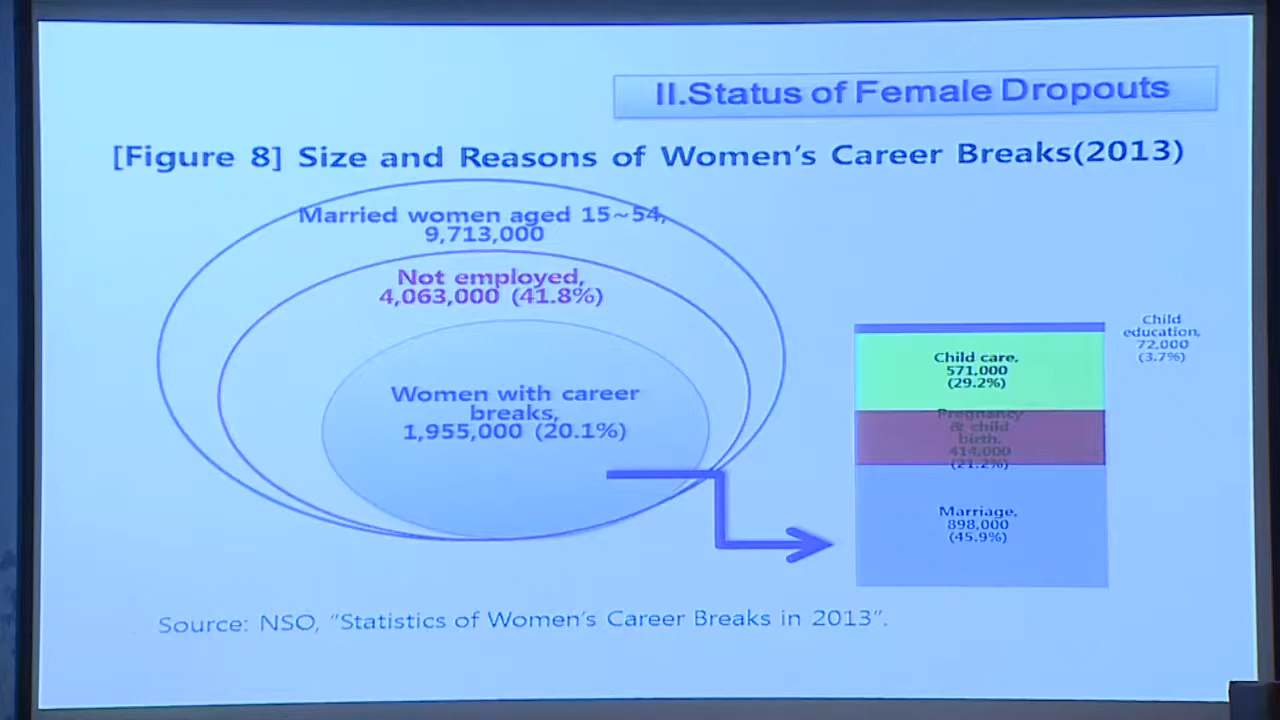 II.Status of Female Dropouts
[Figure 8] Size and Reasons of Women's Career Breaks(2013)
Married women aged 15~54,
9,713,000
Not employed,
4,063,000 (41.8%)
Women with career
breaks,
1,955,000 (20.1%)
Child
education,
72,000
(3.7%)
Child care,
571,000
(29.2%)
Pregnancy
& child
birth,
414,000
(21.2%)
Marriage,
898,000
(45.9%)
Source: NSO, "Statistics of Women's Career Breaks in 2013".